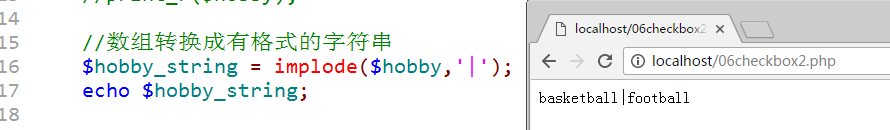 //print_r($hobby);
14
15 //数组转换成有格式的字符串
16 $hobby_string = implode($hobby,'|');
17 echo $hobby_string;
18
localhost/06checkbox2
localhost/06checkbox2.php
basketball|football